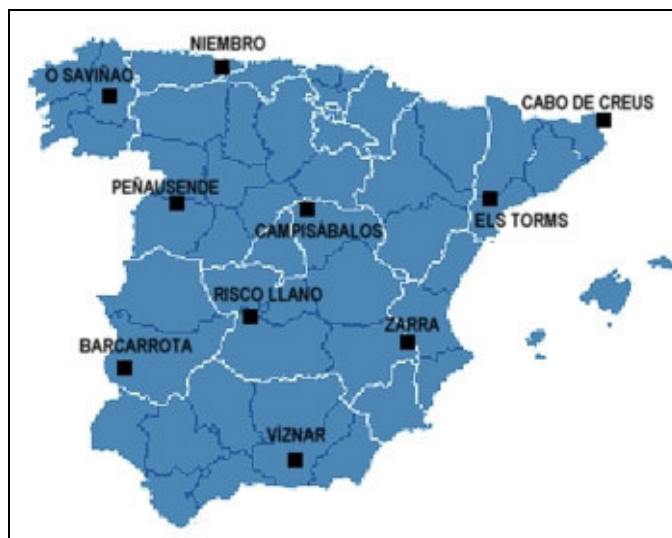 NIEMBRO
O SAVIÑAO
CABO DE CREUS
PEÑAUSENDE
CAMPISÁBALOS
ELS TORMS
RISCO LLANO
ZARRA
BARCARROTA
VÍZNAR